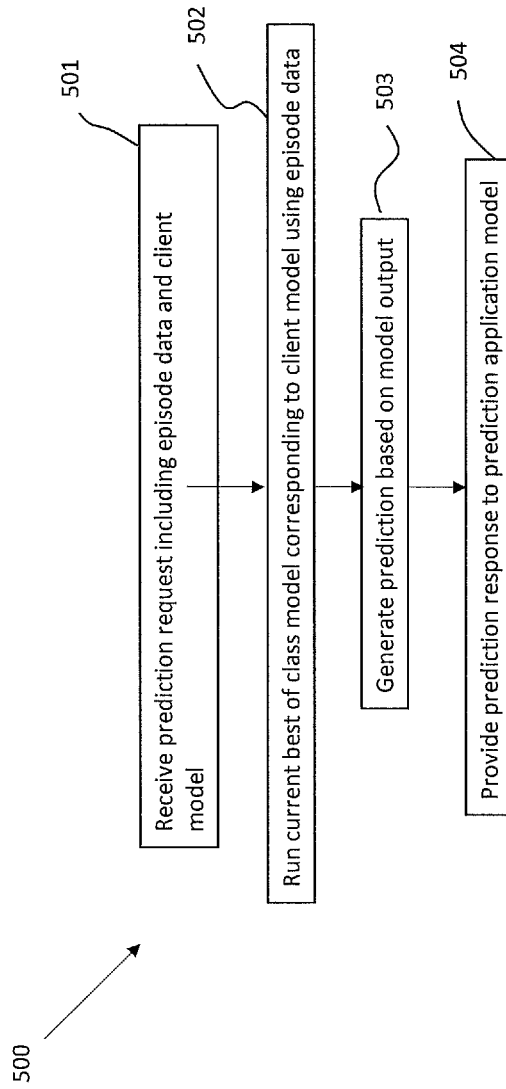 500
501
Receive prediction request including episode data and client
model
502
Run current best of class model corresponding to client model using episode data
503
Generate prediction based on model output
504
Provide prediction response to prediction application model